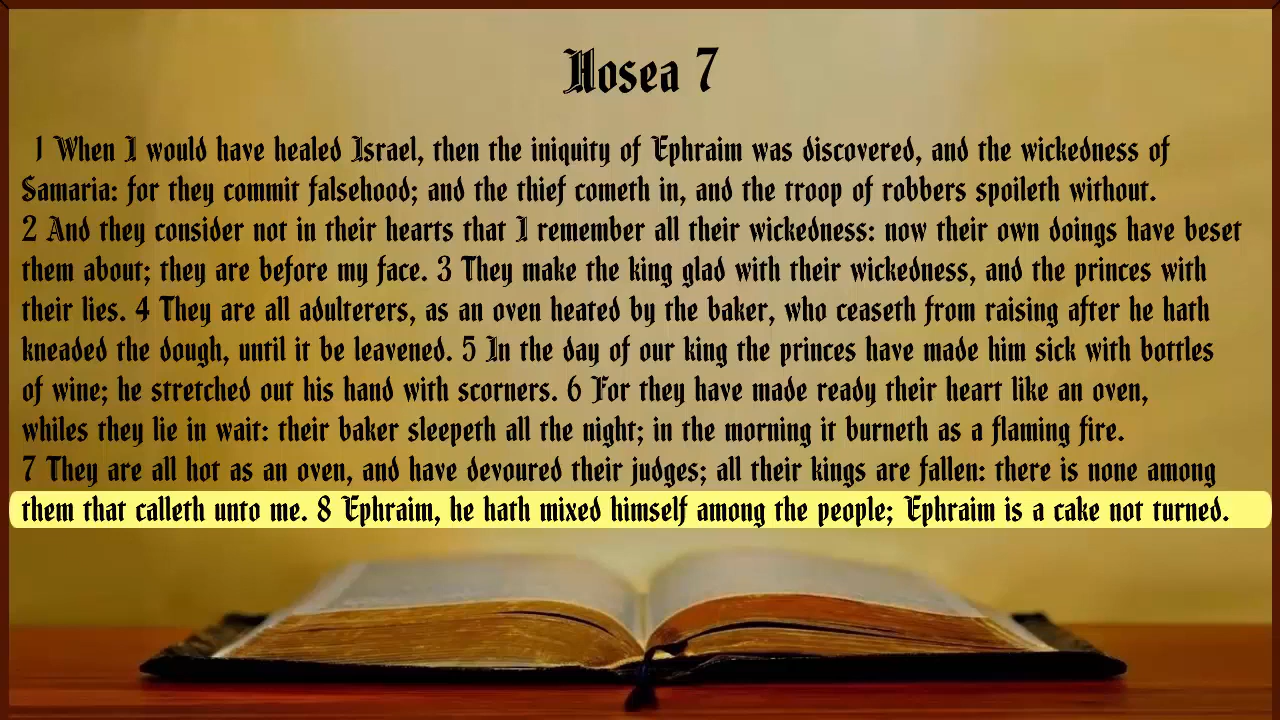 Hosea 7
1 When I would have healed Israel, then the iniquity of Ephraim was discovered, and the wickedness of
Samaria: for they commit falsehood; and the thief cometh in, and the troop of robbers spoileth without.
2 And they consider not in their hearts that I remember all their wickedness: now their own doings have beset
them about; they are before my face. 3 They make the king glad with their wickedness, and the princes with
their lies. 4 They are all adulterers, as an oven heated by the baker, who ceaseth from raising after he hath
kneaded the dough, until it be leavened. 5 In the day of our king the princes have made him sick with bottles
of wine; he stretched out his hand with scorners. 6 For they have made ready their heart like an oven,
whiles they lie in wait: their baker sleepeth all the night; in the morning it burneth as a flaming fire.
7 They are all hot as an oven, and have devoured their judges; all their kings are fallen: there is none among
them that calleth unto me. 8 Ephraim, he hath mixed himself among the people; Ephraim is a cake not turned.